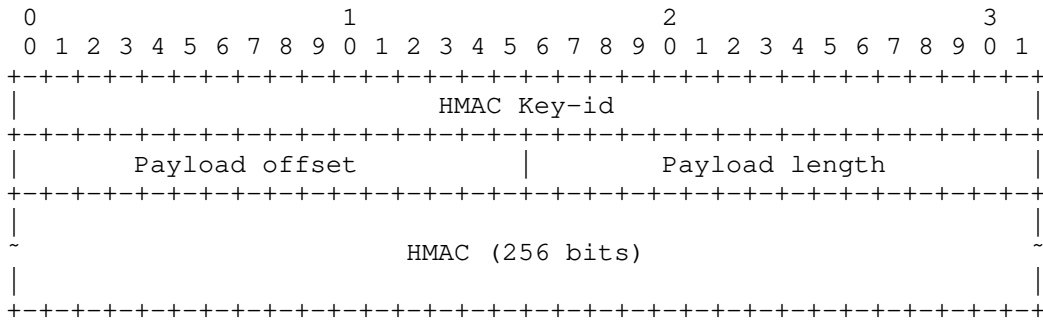 0                   1                   2                   3
 0 1 2 3 4 5 6 7 8 9 0 1 2 3 4 5 6 7 8 9 0 1 2 3 4 5 6 7 8 9 0 1
+-+-+-+-+-+-+-+-+-+-+-+-+-+-+-+-+-+-+-+-+-+-+-+-+-+-+-+-+-+-+-+-+
|                          HMAC Key-id                          |
+-+-+-+-+-+-+-+-+-+-+-+-+-+-+-+-+-+-+-+-+-+-+-+-+-+-+-+-+-+-+-+-+
|       Payload offset          |        Payload length         |
+-+-+-+-+-+-+-+-+-+-+-+-+-+-+-+-+-+-+-+-+-+-+-+-+-+-+-+-+-+-+-+-+
|                                                               |
~                        HMAC (256 bits)                        ~
|                                                               |
+-+-+-+-+-+-+-+-+-+-+-+-+-+-+-+-+-+-+-+-+-+-+-+-+-+-+-+-+-+-+-+-+